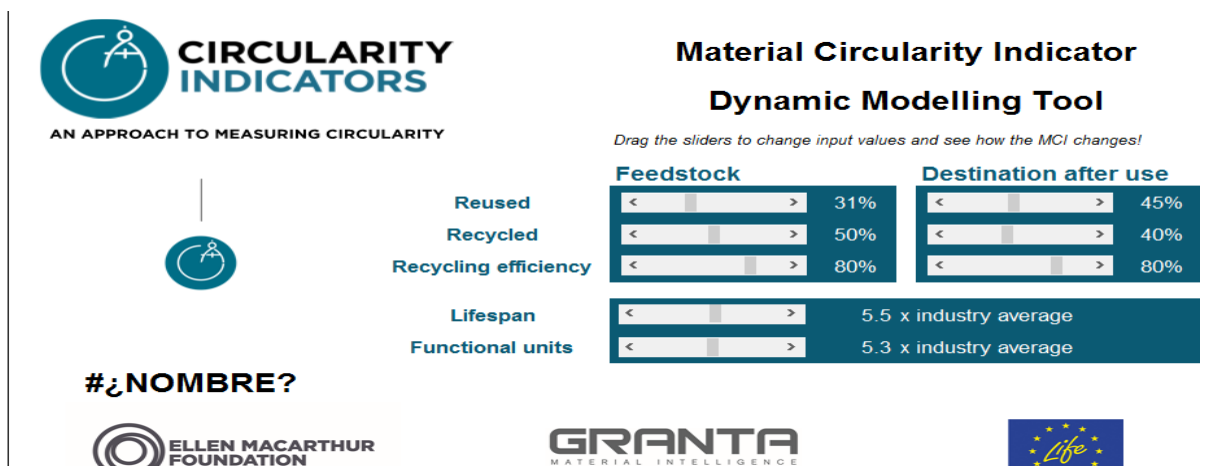 CIRCULARITY
INDICATORS
AN APPROACH TO MEASURING CIRCULARITY
Material Circularity Indicator
Dynamic Modelling Tool
Drag the sliders to change input values and see how the MCI changes!
Feedstock Destination after use
Reused < > 31% < > 45%
Recycled < > 50% < > 40%
Recycling efficiency < > 80% < > 80%
Lifespan < > 5.5 x industry average
Functional units < > 5.3 x industry average
#¿NOMBRE?
ELLEN MACARTHUR
FOUNDATION
GRANTA
MATERIAL INTELLIGENCE
Life